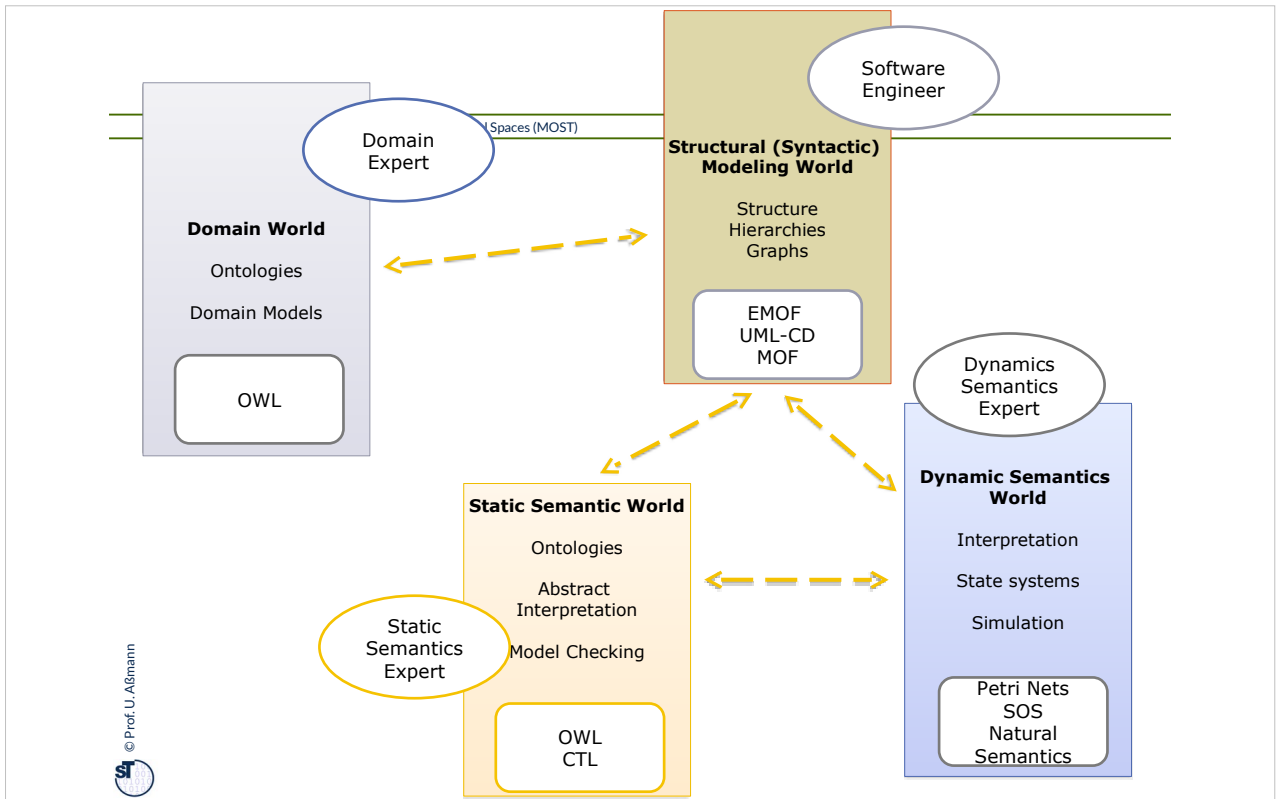 Software
Engineer
Domain
Expert
Spaces (MOST)
Structural (Syntactic)
Modeling World
Structure
Hierarchies
Graphs
EMOF
UML-CD
MOF
Domain World
Ontologies
Domain Models
OWL
Dynamics
Semantics
Expert
Dynamic Semantics
World
Interpretation
State systems
Simulation
Petri Nets
SOS
Natural
Semantics
Static Semantic World
Ontologies
Abstract
Interpretation
Model Checking
Static
Semantics
Expert
OWL
CTL
© Prof. U. Aßmann
ST